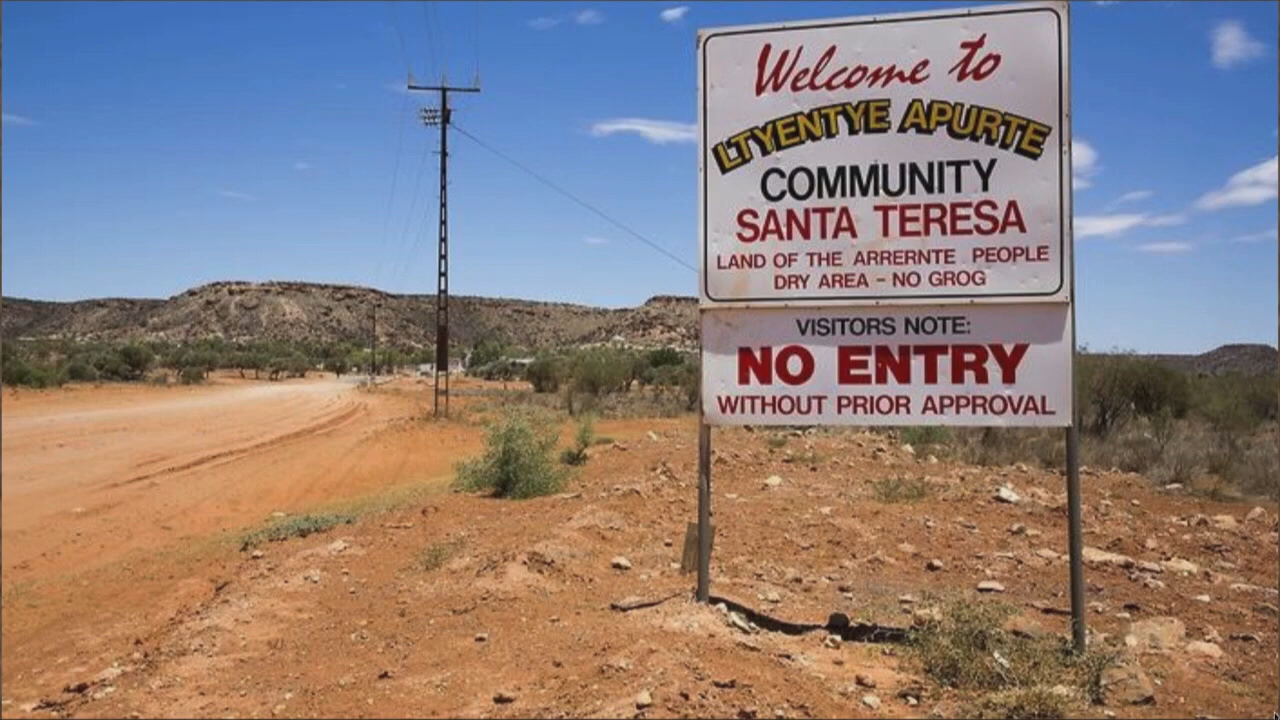 Welcome to
LTYENTYE APURTE
COMMUNITY
SANTA TERESA
LAND OF THE ARRERNTE PEOPLE
DRY AREA - NO GROG
VISITORS NOTE:
NO ENTRY
WITHOUT PRIOR APPROVAL